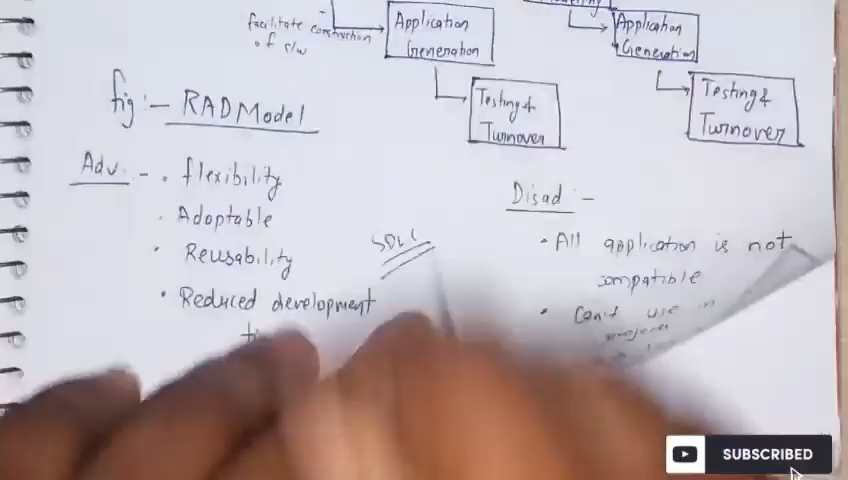 facilitate construction
of s/w
Application
Generation
Application
Generation
Testing &
Turnover
Testing &
Turnover
fig :- RAD Model
Adv :-
• flexibility
• Adoptable
• Reusability
• Reduced development
SDLC
Disad :-
• All application is not
compatible
• Can't use in
SUBSCRIBED